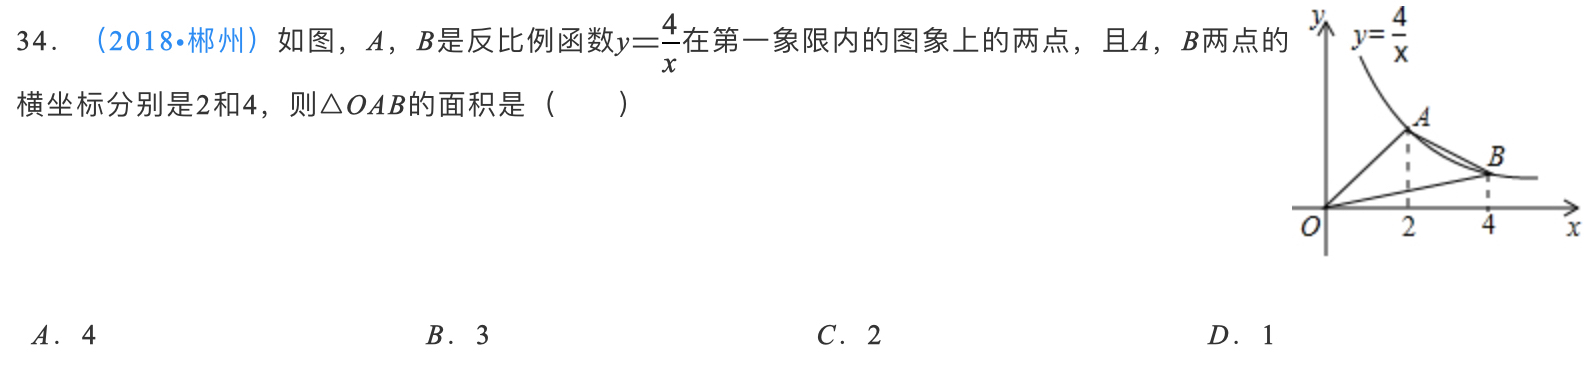 34. （2018•郴州）如图，A，B是反比例函数y=4/x在第一象限内的图象上的两点，且A，B两点的
横坐标分别是2和4，则△OAB的面积是（　　）
y
y=4/x
A
B
O 2 4 x
A. 4 B. 3 C. 2 D. 1